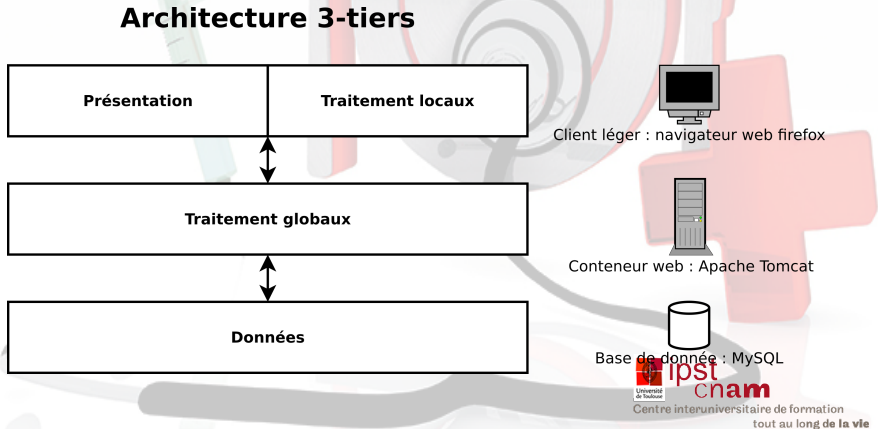 Architecture 3-tiers
Présentation
Traitement locaux
Client léger : navigateur web firefox
Traitement globaux
Conteneur web : Apache Tomcat
Données
Base de donnée : MySQL
Université
de Toulouse
ipst
cnam
Centre interuniversitaire de formation
tout au long de la vie